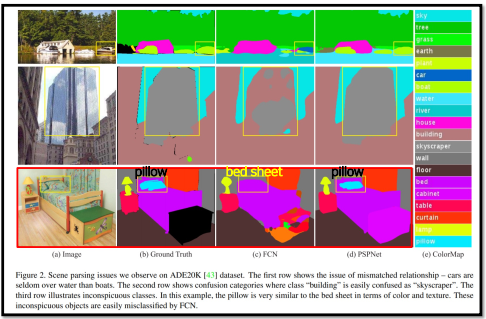 sky
tree
grass
earth
plant
car
boat
water
river
house
building
skyscraper
wall
floor
bed
cabinet
table
curtain
lamp
pillow
pillow
bed sheet
pillow
(a) Image
(b) Ground Truth
(c) FCN
(d) PSPNet
(e) ColorMap
Figure 2. Scene parsing issues we observe on ADE20K [43] dataset. The first row shows the issue of mismatched relationship – cars are
seldom over water than boats. The second row shows confusion categories where class “building” is easily confused as “skyscraper”. The
third row illustrates inconspicuous classes. In this example, the pillow is very similar to the bed sheet in terms of color and texture. These
inconspicuous objects are easily misclassified by FCN.